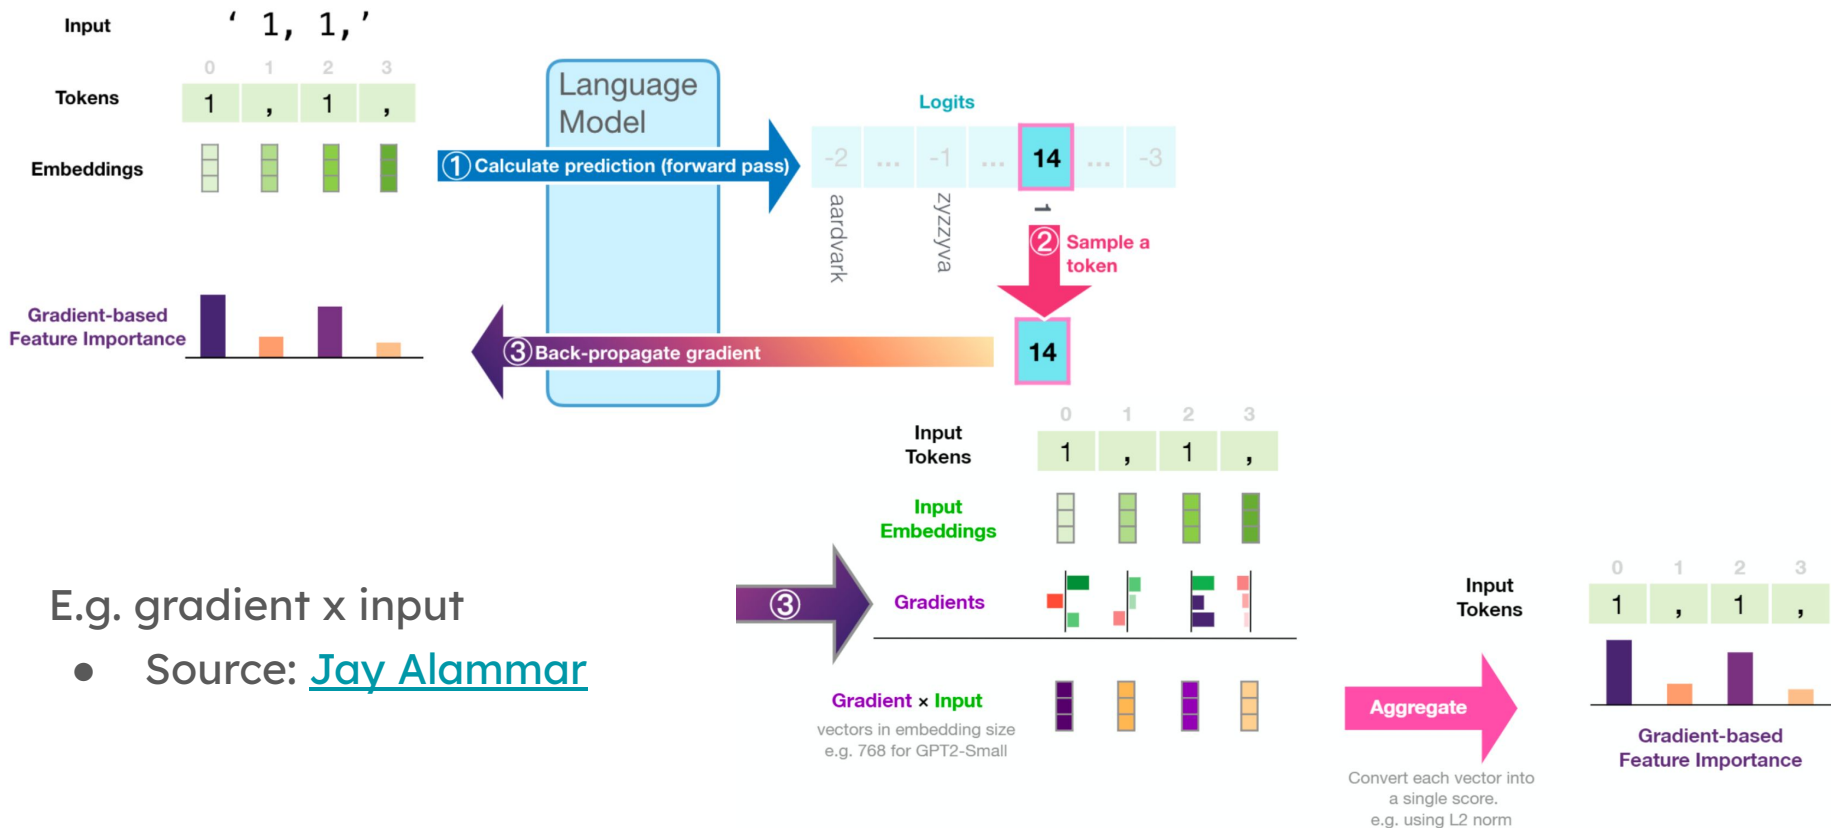 Input
‘ 1, 1,’
0 1 2 3
Tokens
1 , 1 ,
Embeddings
Language
Model
① Calculate prediction (forward pass)
Logits
-2 ... -1 ... 14 ... -3
aardvark
zyzzyva
1
② Sample a
token
14
③ Back-propagate gradient
Gradient-based
Feature Importance
0 1 2 3
Input
Tokens
1 , 1 ,
Input
Embeddings
③
Gradients
Gradient × Input
vectors in embedding size
e.g. 768 for GPT2-Small
Aggregate
Convert each vector into
a single score.
e.g. using L2 norm
0 1 2 3
Input
Tokens
1 , 1 ,
Gradient-based
Feature Importance
E.g. gradient x input
● Source: Jay Alammar